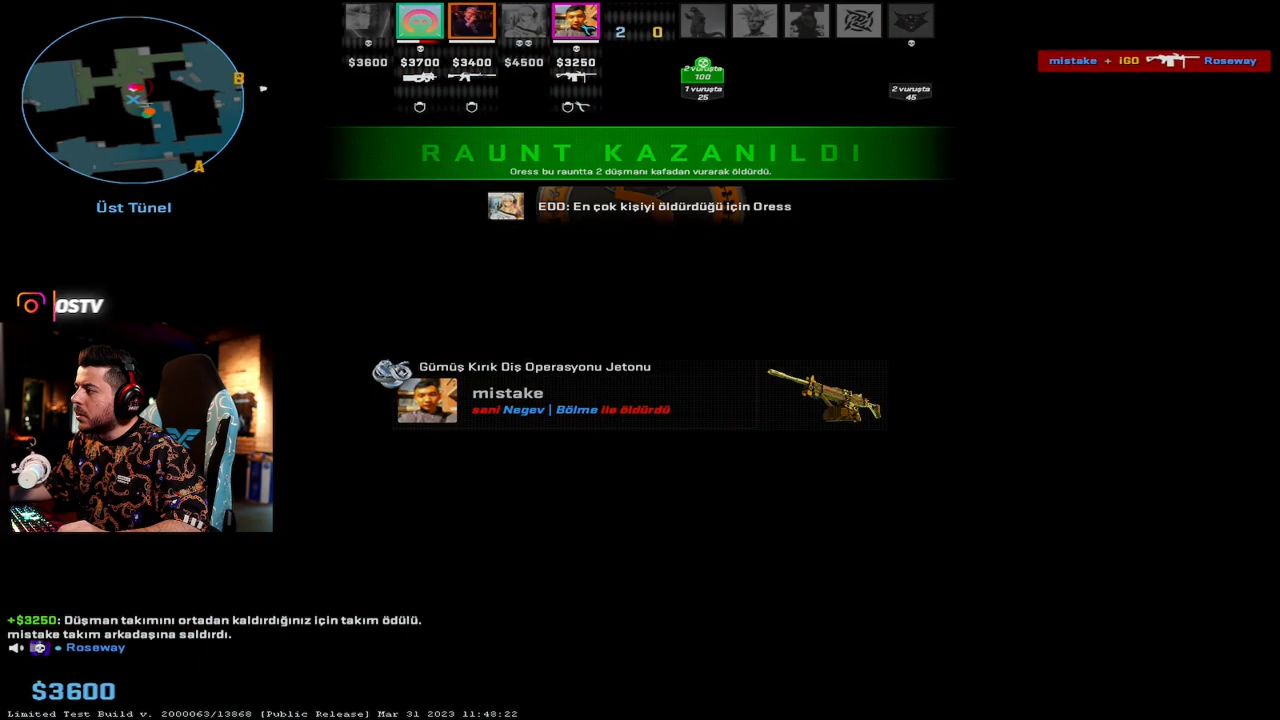 $3600 $3700 $3400 $4500 $3250 2 0
2 vuruşta
100
1 vuruşta
25
2 vuruşta
45
mistake + iGO Roseway
B
A
Üst Tünel
RAUNT KAZANILDI
Oress bu rauntta 2 düşmanı kafadan vurarak öldürdü.
EDO: En çok kişiyi öldürdüğü için Oress
OSTV
Gümüş Kırık Diş Operasyonu Jetonu
mistake
seni Negev | Bölme ile öldürdü
+$3250: Düşman takımını ortadan kaldırdığınız için takım ödülü.
mistake takım arkadaşına saldırdı.
Roseway
$3600
Limited Test Build v. 2000063/13868 [Public Release] Mar 31 2023 11:48:22